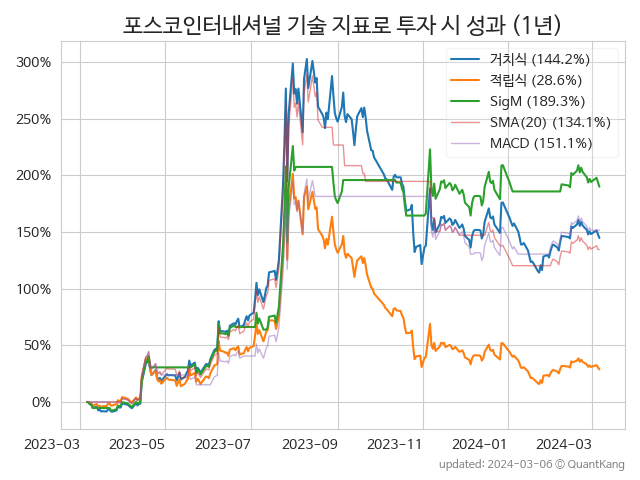 포스코인터내셔널 기술 지표로 투자 시 성과 (1년)
거치식 (144.2%)
적립식 (28.6%)
SigM (189.3%)
SMA(20) (134.1%)
MACD (151.1%)
300%
250%
200%
150%
100%
50%
0%
2023-03 2023-05 2023-07 2023-09 2023-11 2024-01 2024-03
updated: 2024-03-06 © QuantKang